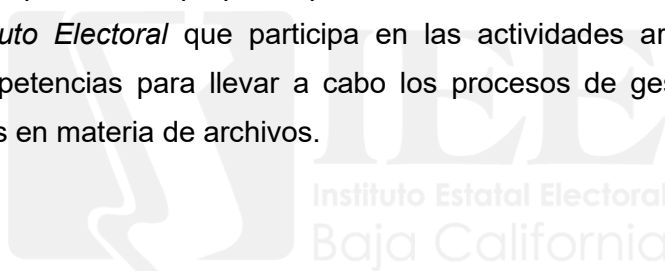 uto Electoral que participa en las actividades ar
petencias para llevar a cabo los procesos de ges
s en materia de archivos.
IEE
Instituto Estatal Electoral
Baja California